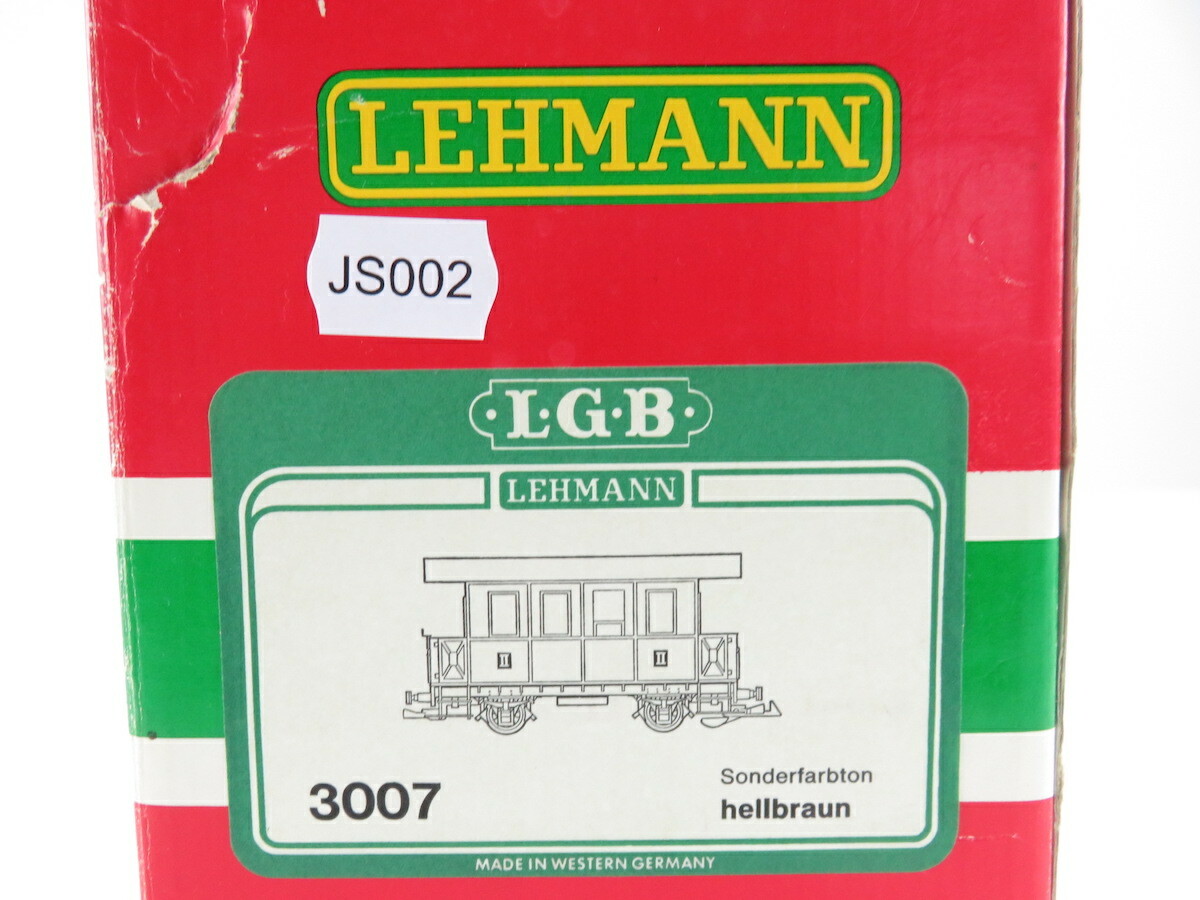 LEHMANN
JS002
L·G·B
LEHMANN
II II
3007
Sonderfarbton
hellbraun
MADE IN WESTERN GERMANY